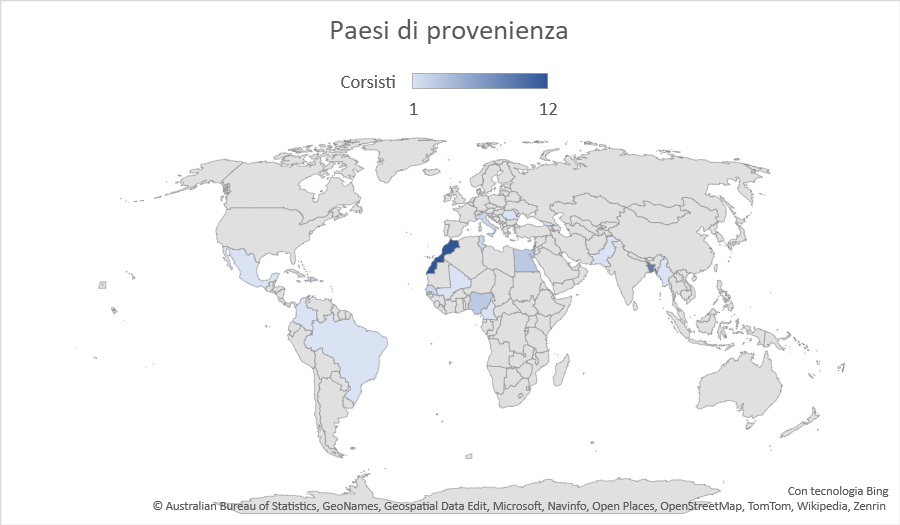 Paesi di provenienza
Corsisti
1 12
Con tecnologia Bing
© Australian Bureau of Statistics, GeoNames, Geospatial Data Edit, Microsoft, Navinfo, Open Places, OpenStreetMap, TomTom, Wikipedia, Zenrin